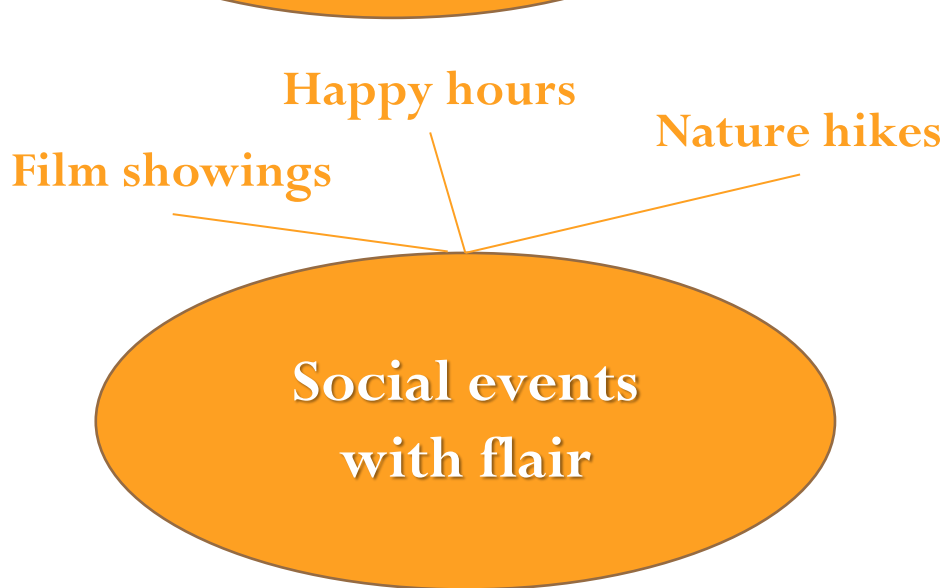 Happy hours
Nature hikes
Film showings
Social events
with flair